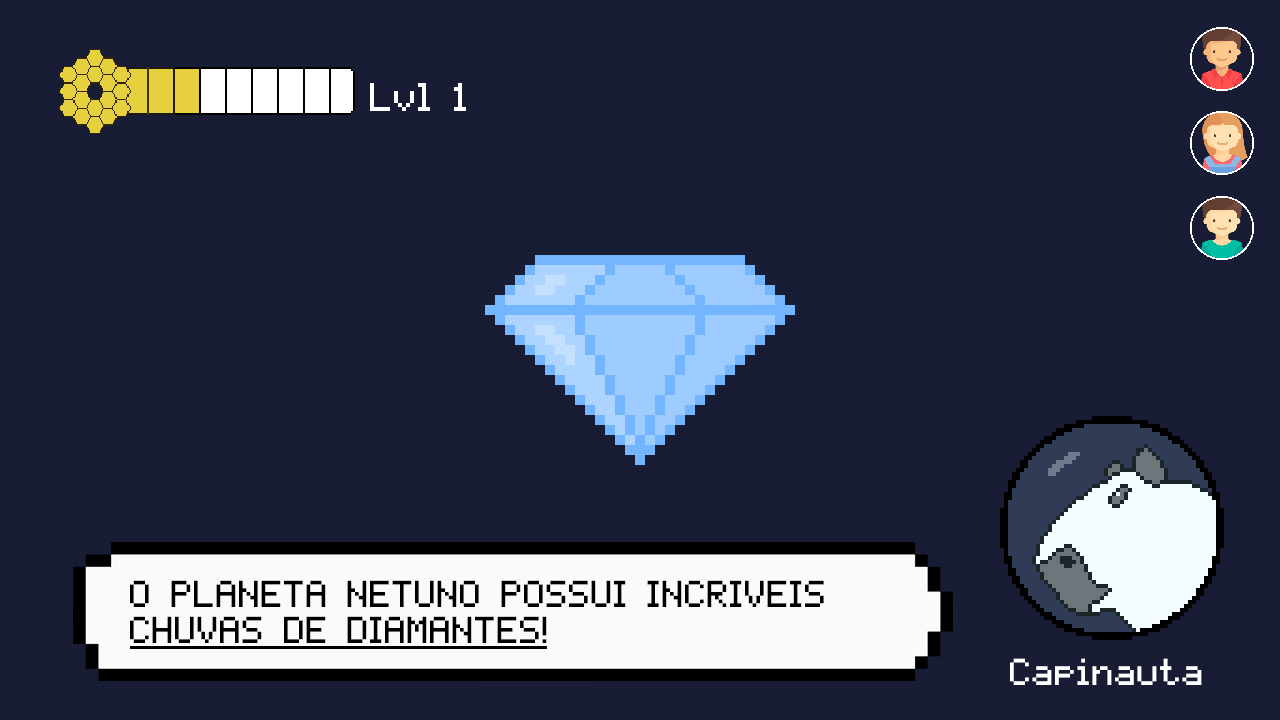 Lvl 1
O PLANETA NETUNO POSSUI INCRIVEIS
CHUVAS DE DIAMANTES!
Capinauta